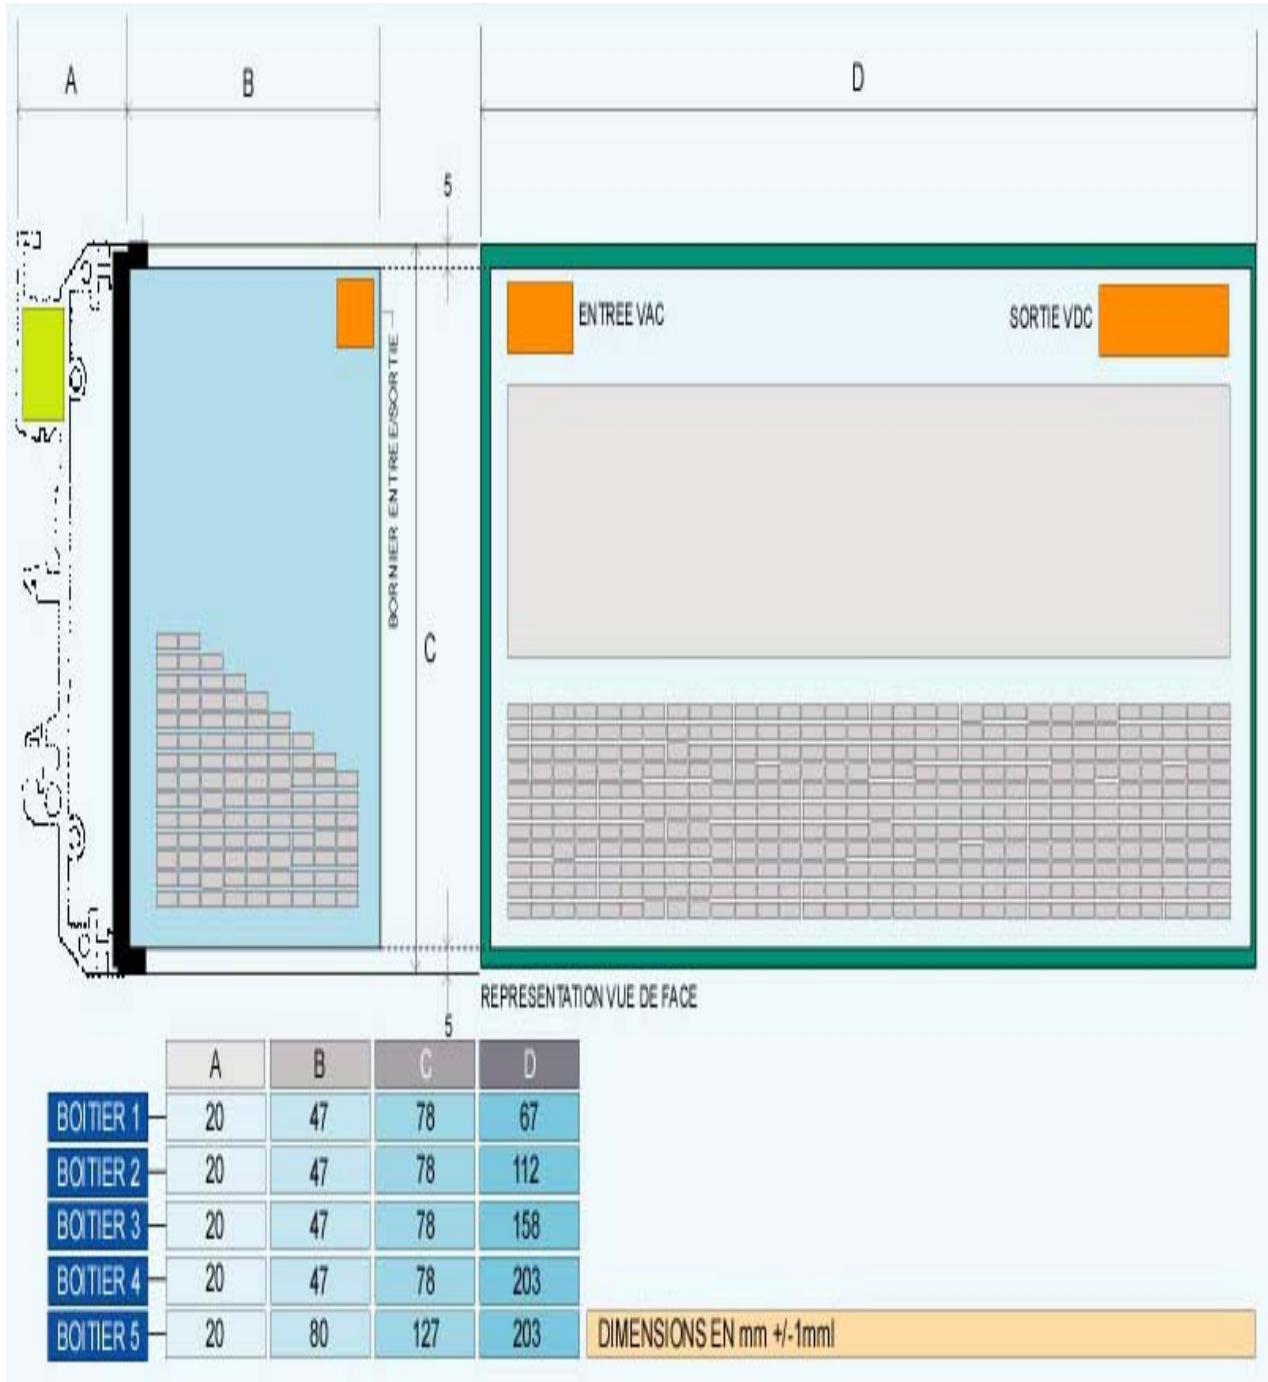 A
B
D
5
ENTREE VAC
SORTIE VDC
BORNIER ENTREE/SORTIE
C
REPRESENTATION VUE DE FACE
5
A B C D
BOITIER 1 20 47 78 67
BOITIER 2 20 47 78 112
BOITIER 3 20 47 78 158
BOITIER 4 20 47 78 203
BOITIER 5 20 80 127 203
DIMENSIONS EN mm +/-1mml